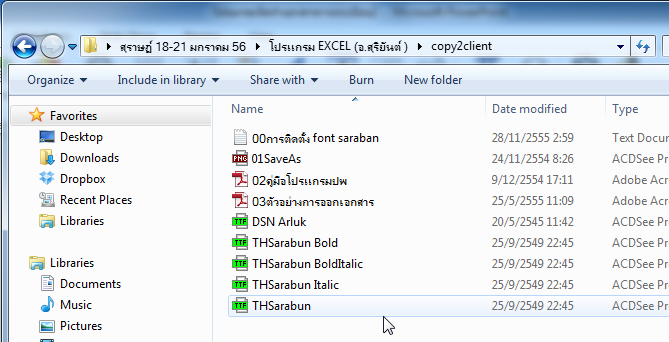 สุราษฎ์ 18-21 มกราคม 56 ▸ โปรแกรม EXCEL (อ.สุริยันต์ ) ▸ copy2client
Organize Include in library Share with Burn New folder
Favorites
Desktop
Downloads
Dropbox
Recent Places
Libraries
Libraries
Documents
Music
Pictures
Name Date modified Type
00การติดตั้ง font saraban 28/11/2555 2:59 Text Docu
01SaveAs 24/11/2554 8:26 ACDSee Pr
02คู่มือโปรแกรมปพ 9/12/2554 17:11 Adobe Acr
03ตัวอย่างการออกเอกสาร 25/5/2555 11:09 Adobe Acr
DSN Arluk 20/5/2545 11:42 ACDSee Pr
THSarabun Bold 25/9/2549 22:45 ACDSee Pr
THSarabun BoldItalic 25/9/2549 22:45 ACDSee Pr
THSarabun Italic 25/9/2549 22:45 ACDSee Pr
THSarabun 25/9/2549 22:45 ACDSee Pr